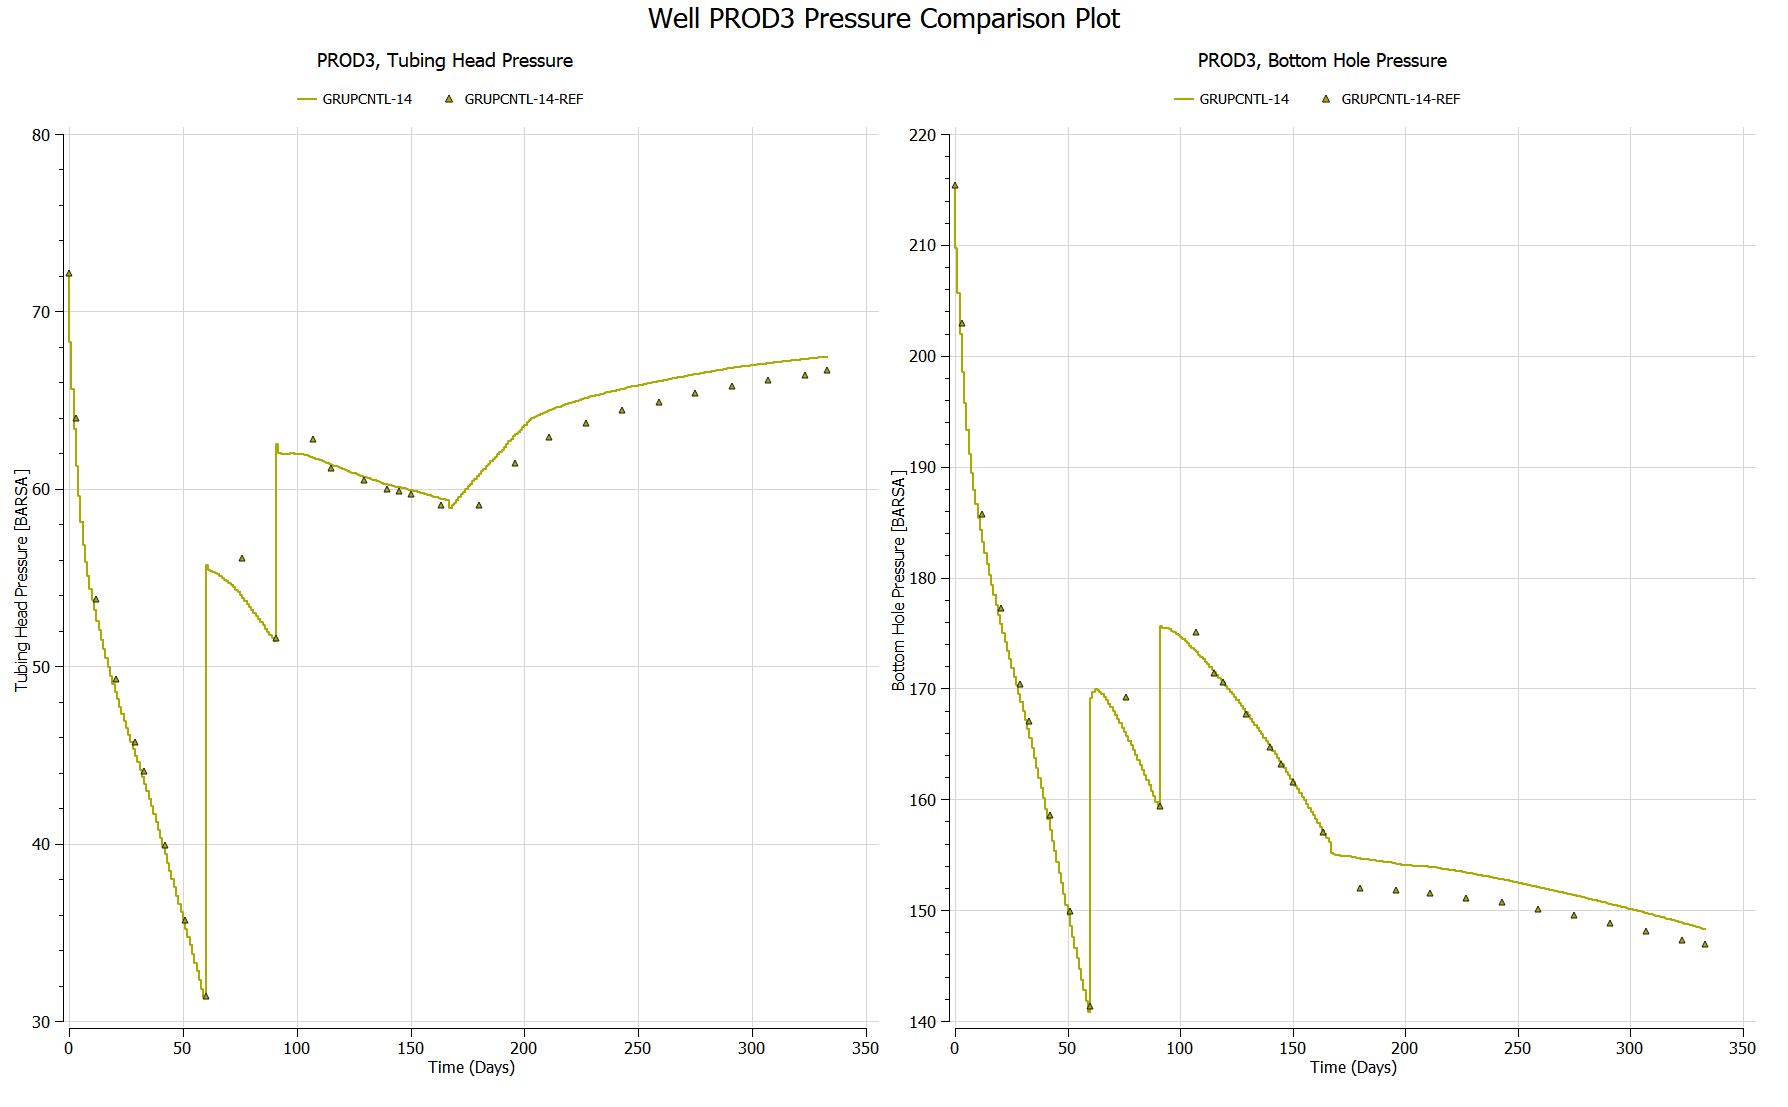 Well PROD3 Pressure Comparison Plot
PROD3, Tubing Head Pressure
GRUPCNTL-14 GRUPCNTL-14-REF
80
70
60
50
40
30
Tubing Head Pressure [BARSA]
0 50 100 150 200 250 300 350
Time (Days)
PROD3, Bottom Hole Pressure
GRUPCNTL-14 GRUPCNTL-14-REF
220
210
200
190
180
170
160
150
140
Bottom Hole Pressure [BARSA]
0 50 100 150 200 250 300 350
Time (Days)